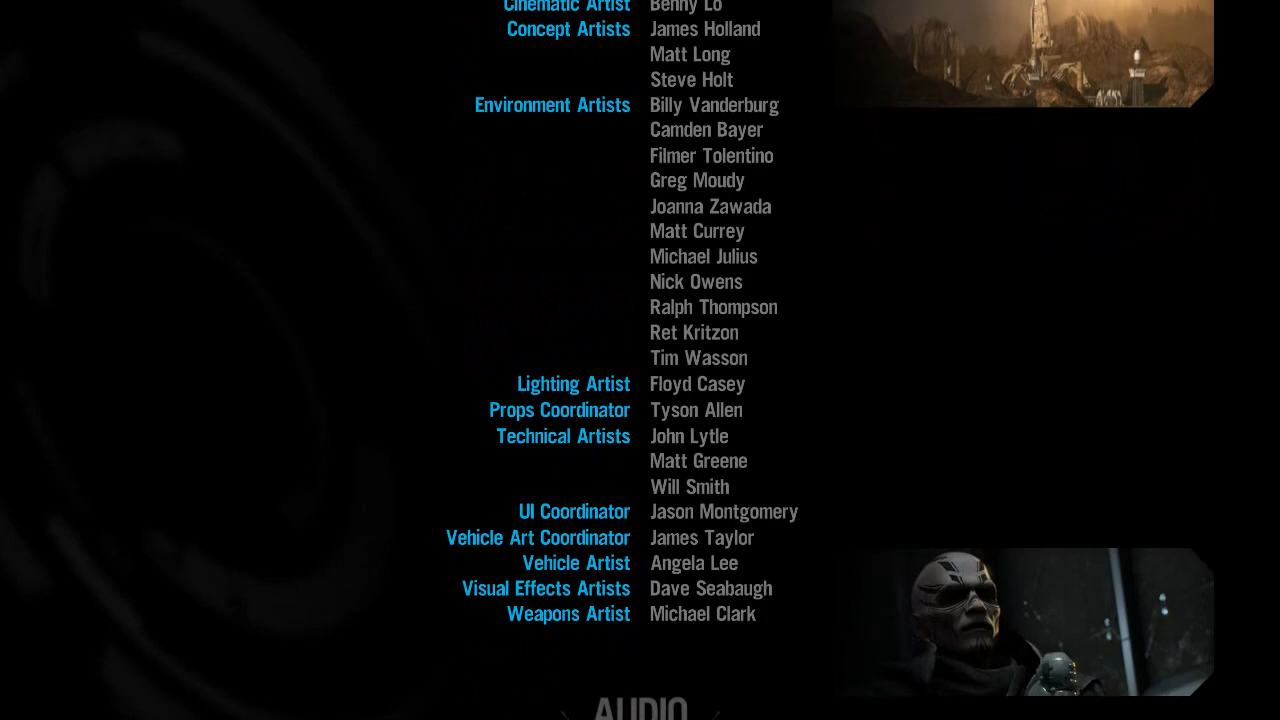 Cinematic Artist Benny Lo
Concept Artists James Holland
Matt Long
Steve Holt
Environment Artists Billy Vanderburg
Camden Bayer
Filmer Tolentino
Greg Moudy
Joanna Zawada
Matt Currey
Michael Julius
Nick Owens
Ralph Thompson
Ret Kritzon
Tim Wasson
Lighting Artist Floyd Casey
Props Coordinator Tyson Allen
Technical Artists John Lytle
Matt Greene
Will Smith
UI Coordinator Jason Montgomery
Vehicle Art Coordinator James Taylor
Vehicle Artist Angela Lee
Visual Effects Artists Dave Seabaugh
Weapons Artist Michael Clark
AUDIO